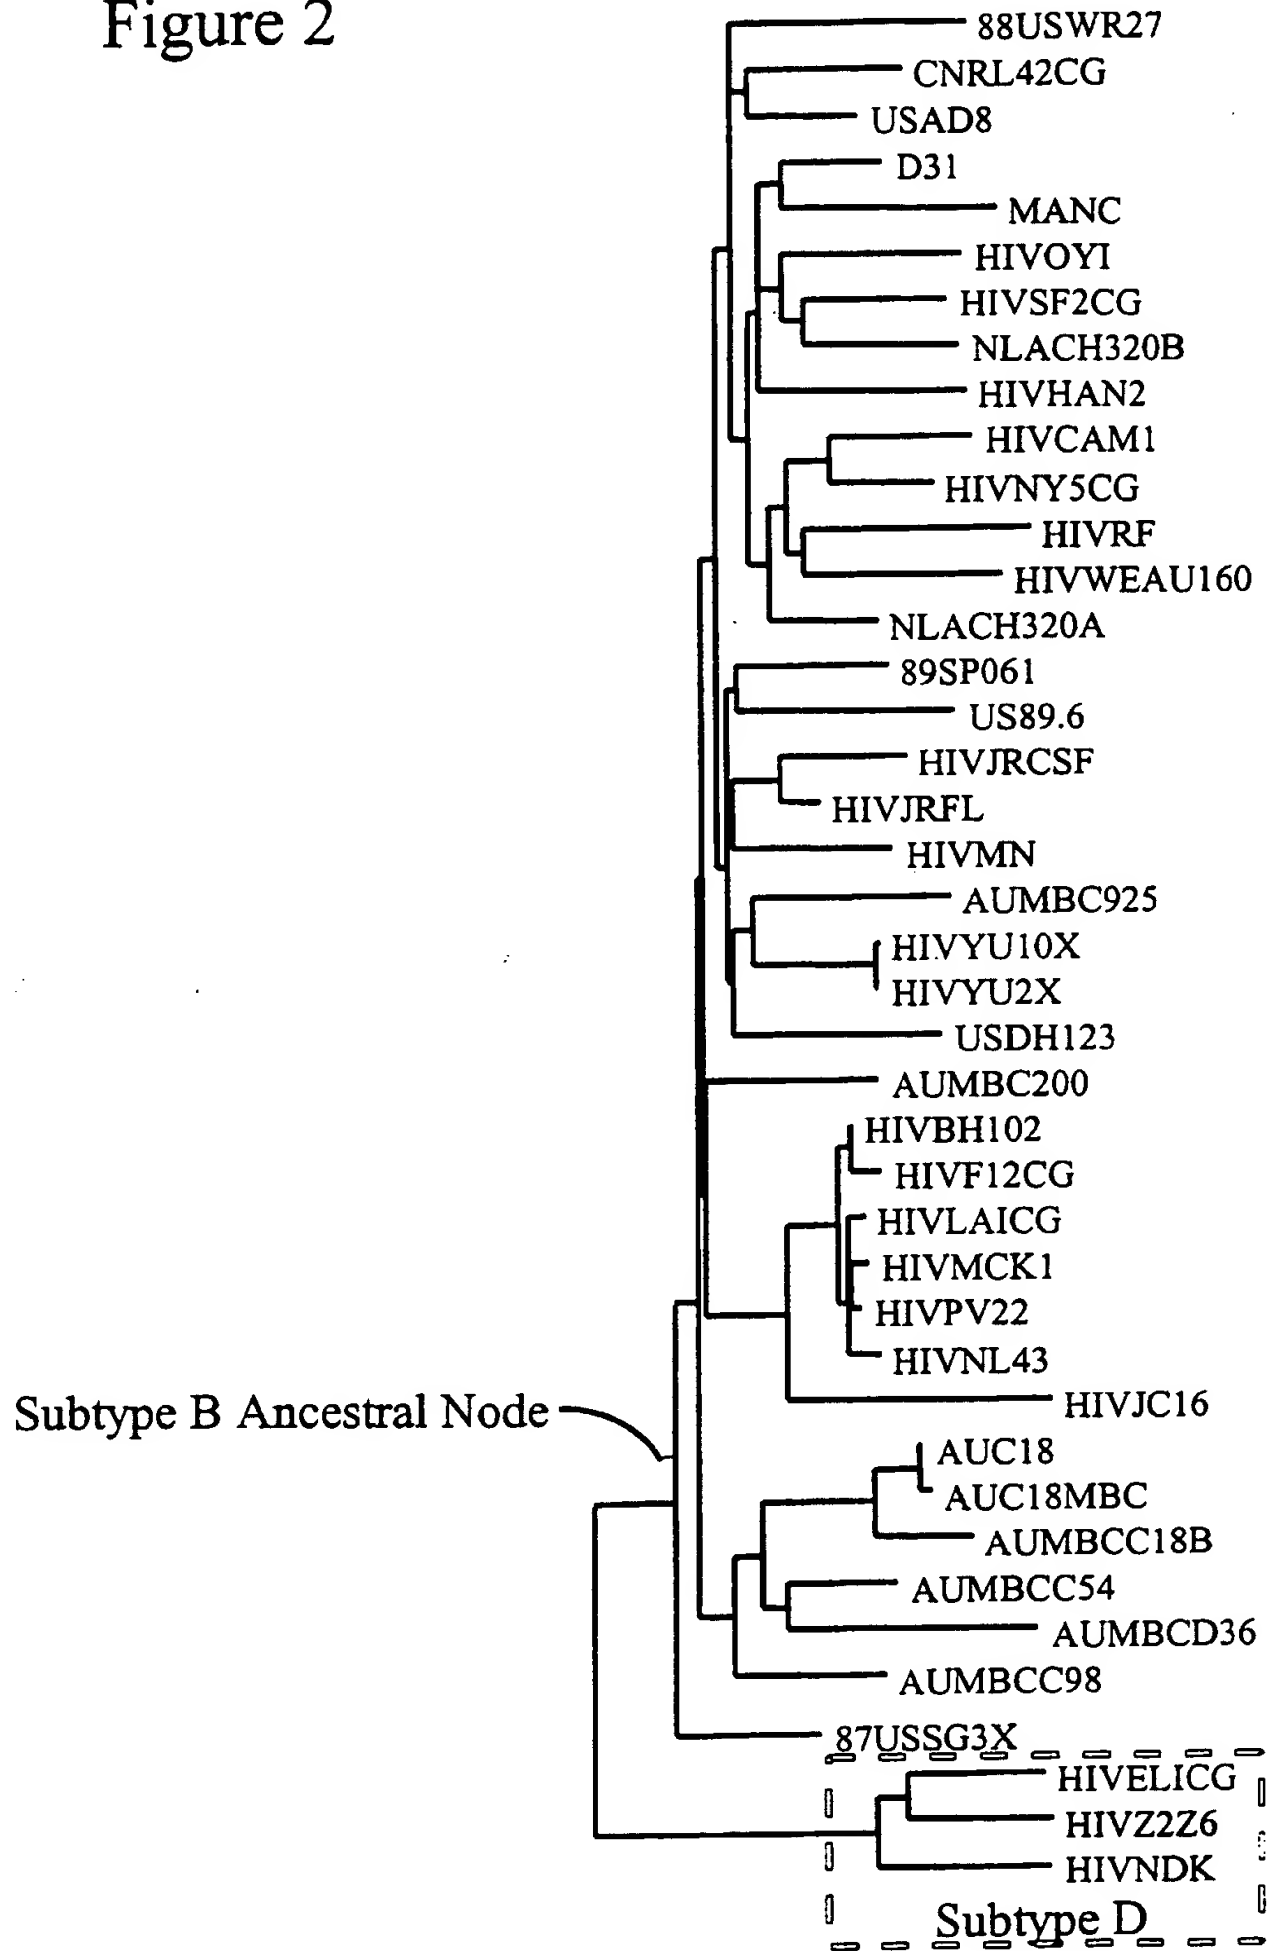 Figure 2
88USWR27
CNRL42CG
USAD8
D31
MANC
HIVOYI
HIVSF2CG
NLACH320B
HIVHAN2
HIVCAM1
HIVNY5CG
HIVRF
HIVWEAU160
NLACH320A
89SP061
US89.6
HIVJRCSF
HIVJRFL
HIVMN
AUMBC925
HIVYU10X
HIVYU2X
USDH123
AUMBC200
HIVBH102
HIVF12CG
HIVLAICG
HIVMCK1
HIVPV22
HIVNL43
HIVJC16
Subtype B Ancestral Node
AUC18
AUC18MBC
AUMBCC18B
AUMBCC54
AUMBCD36
AUMBCC98
87USSG3X
HIVELICG
HIVZ2Z6
HIVNDK
Subtype D